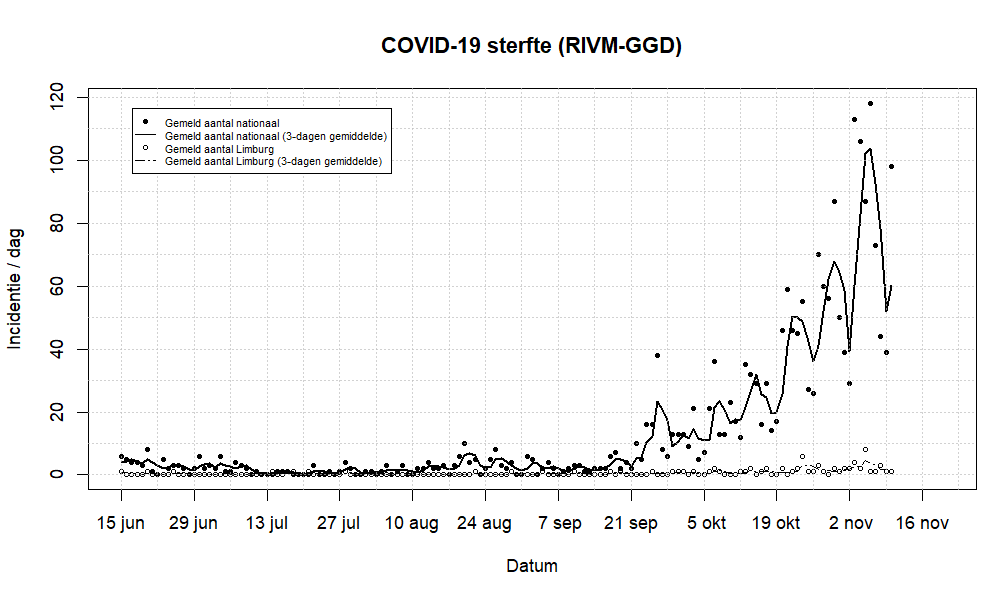 COVID-19 sterfte (RIVM-GGD)
Incidentie / dag
120
100
80
60
40
20
0
Gemeld aantal nationaal
Gemeld aantal nationaal (3-dagen gemiddelde)
Gemeld aantal Limburg
Gemeld aantal Limburg (3-dagen gemiddelde)
15 jun 29 jun 13 jul 27 jul 10 aug 24 aug 7 sep 21 sep 5 okt 19 okt 2 nov 16 nov
Datum